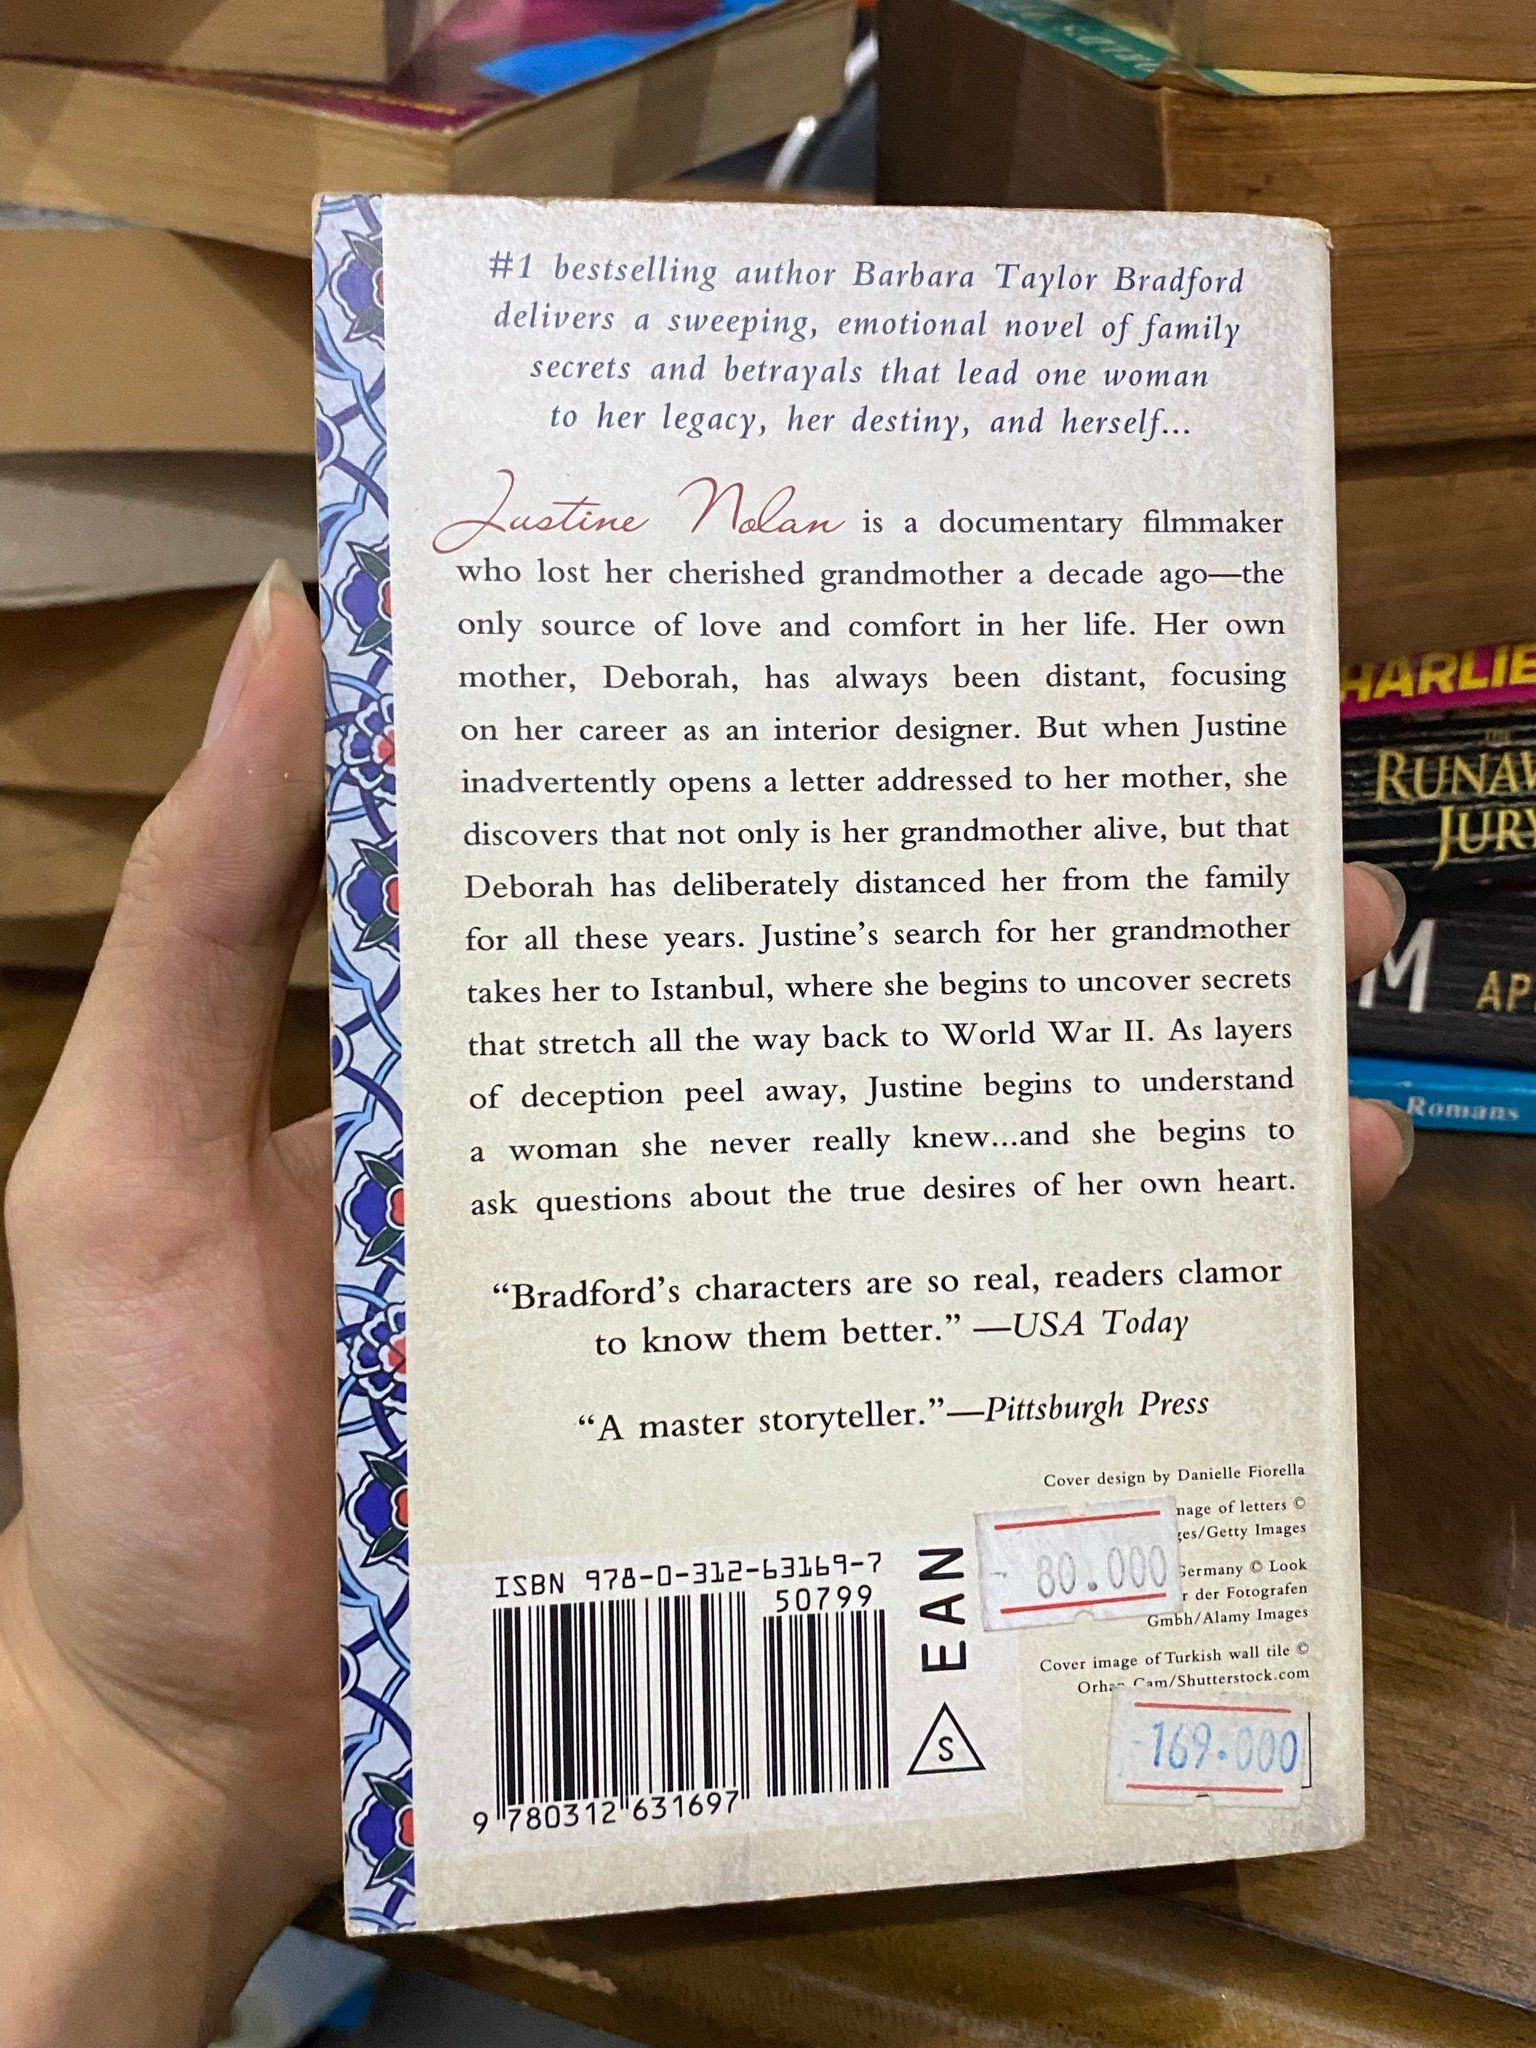 #1 bestselling author Barbara Taylor Bradford
delivers a sweeping, emotional novel of family
secrets and betrayals that lead one woman
to her legacy, her destiny, and herself...
Justine Nolan is a documentary filmmaker
who lost her cherished grandmother a decade ago—the
only source of love and comfort in her life. Her own
mother, Deborah, has always been distant, focusing
on her career as an interior designer. But when Justine
inadvertently opens a letter addressed to her mother, she
discovers that not only is her grandmother alive, but that
Deborah has deliberately distanced her from the family
for all these years. Justine's search for her grandmother
takes her to Istanbul, where she begins to uncover secrets
that stretch all the way back to World War II. As layers
of deception peel away, Justine begins to understand
a woman she never really knew...and she begins to
ask questions about the true desires of her own heart.
"Bradford's characters are so real, readers clamor
to know them better." —USA Today
"A master storyteller."—Pittsburgh Press
Cover design by Danielle Fiorella
of letters ©
/Getty Images
Germany © Look
der Fotografen
Gmbh/Alamy Images
Cover image of Turkish wall tile ©
Cam/Shutterstock.com
80.000
169.000
ISBN 978-0-312-63169-7
50799
EAN
S
9 780312 631697
HARLIE
THE
RUNAW
JURY
M AP
Romans